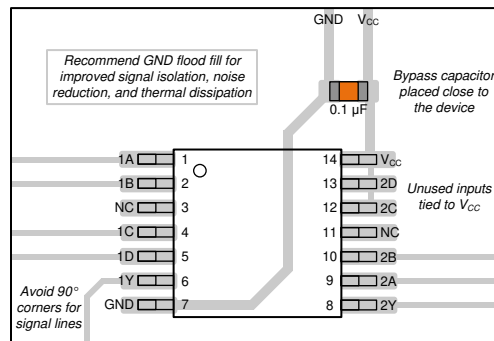 GND VCC
Recommend GND flood fill for
improved signal isolation, noise
reduction, and thermal dissipation
Bypass capacitor
placed close to
the device
0.1 µF
1A 1 14 VCC
1B 2 13 2D
Unused inputs
tied to VCC
NC 3 12 2C
1C 4 11 NC
1D 5 10 2B
1Y 6 9 2A
Avoid 90°
corners for
signal lines
GND 7 8 2Y